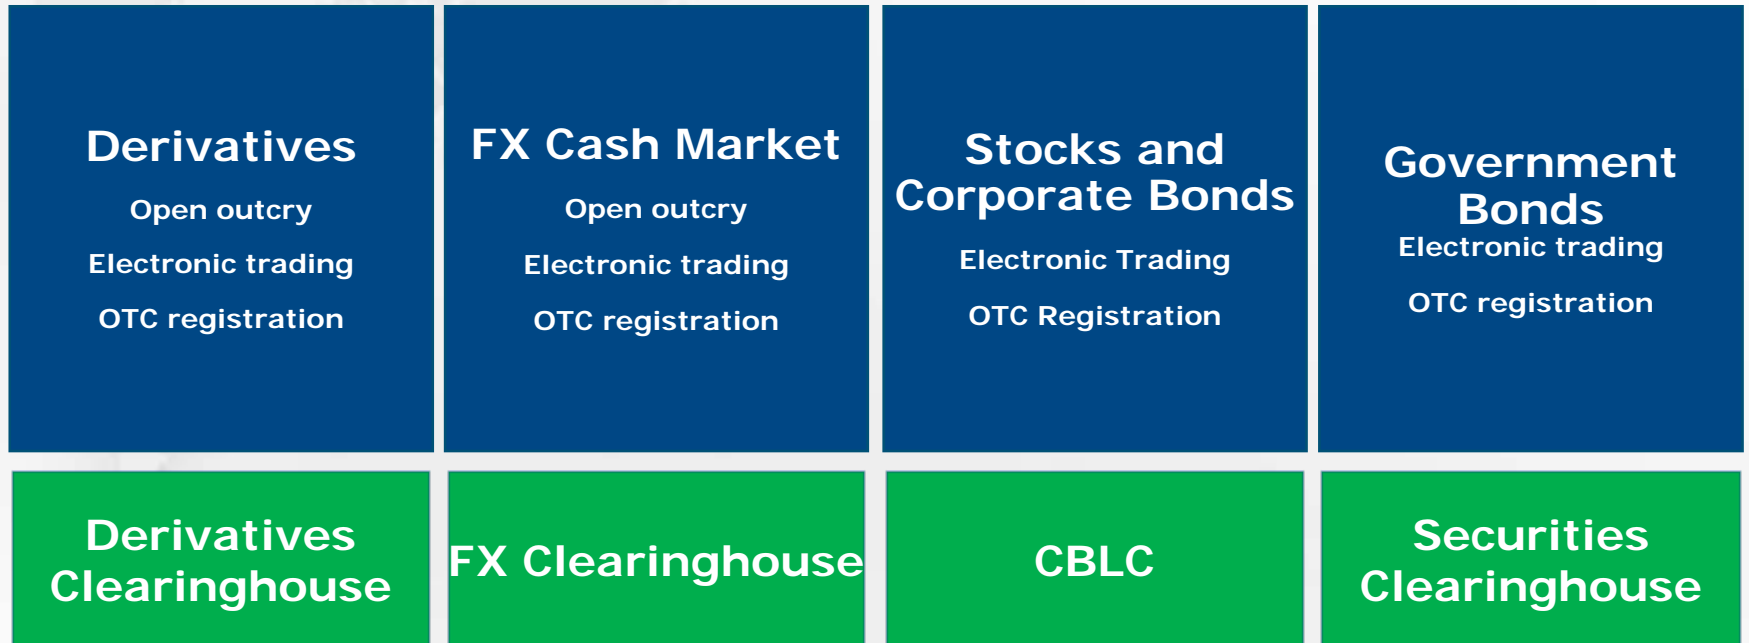 Derivatives
Open outcry
Electronic trading
OTC registration
FX Cash Market
Open outcry
Electronic trading
OTC registration
Stocks and
Corporate Bonds
Electronic Trading
OTC Registration
Government
Bonds
Electronic trading
OTC registration
Derivatives
Clearinghouse
FX Clearinghouse
CBLC
Securities
Clearinghouse